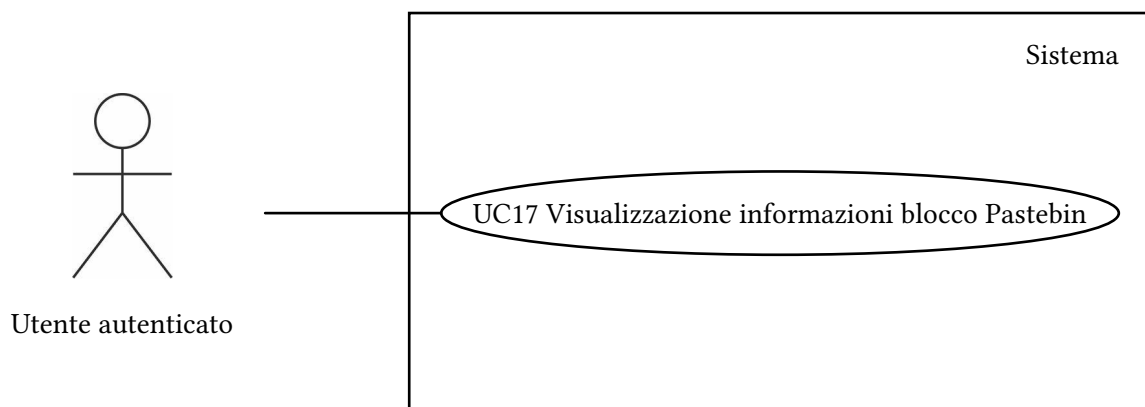 Sistema
UC17 Visualizzazione informazioni blocco Pastebin
Utente autenticato